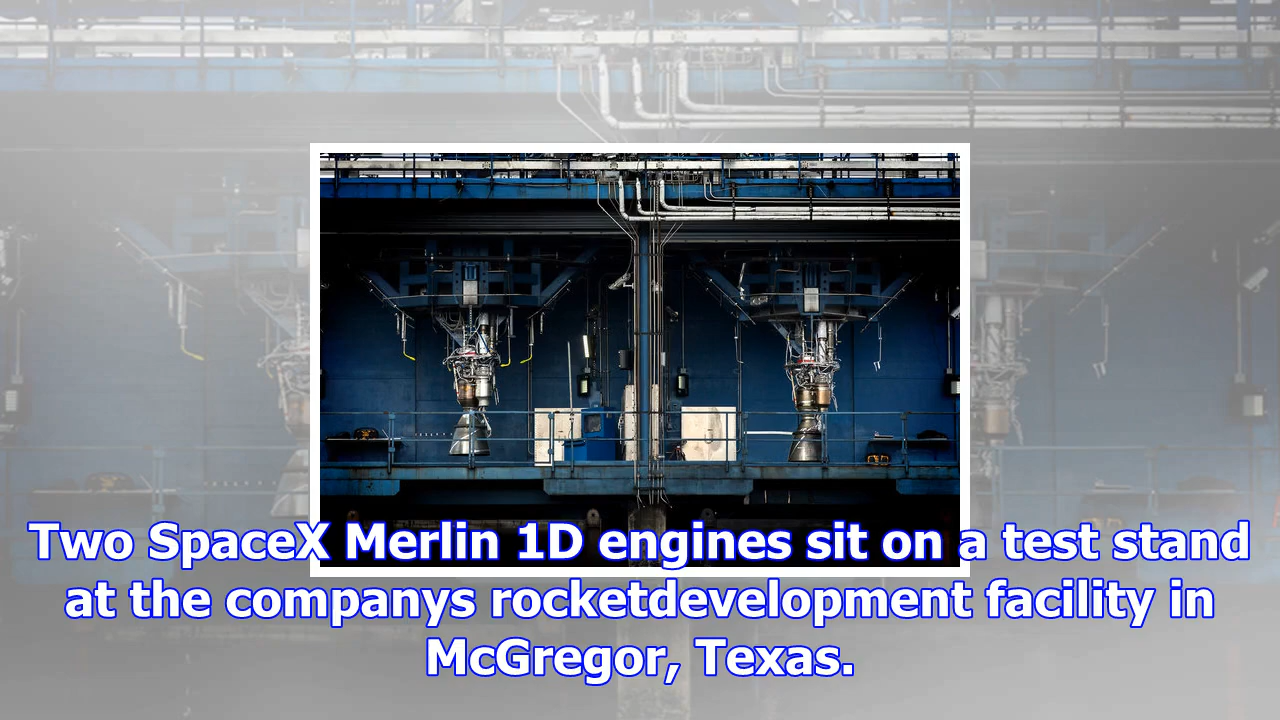 Two SpaceX Merlin 1D engines sit on a test stand
at the companys rocketdevelopment facility in
McGregor, Texas.